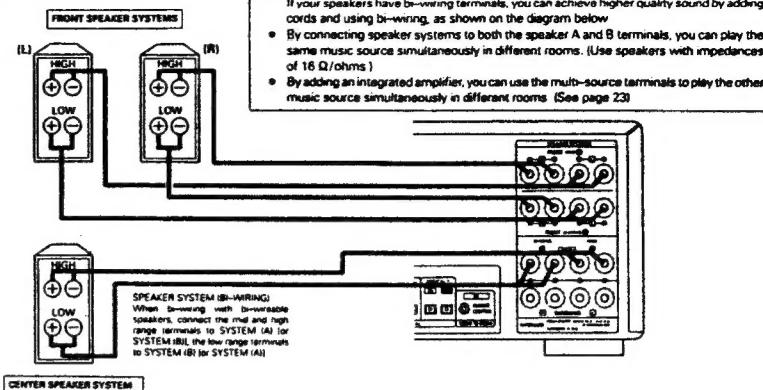 If your speakers have bi-wiring terminals, you can achieve higher quality sound by adding
cords and using bi-wiring, as shown on the diagram below
• By connecting speaker systems to both the speaker A and B terminals, you can play the
same music source simultaneously in different rooms. (Use speakers with impedances
of 16 Ω/ohms)
• By adding an integrated amplifier, you can use the multi-source terminals to play the other
music source simultaneously in different rooms (See page 23)
FRONT SPEAKER SYSTEMS
(L)
(R)
HIGH
HIGH
LOW
LOW
HIGH
LOW
SPEAKER SYSTEM (BI-WIRING)
When bi-wiring with bi-wireable
speakers, connect the mid and high
range terminals to SYSTEM (A) [or
SYSTEM (B)], the low range terminals
to SYSTEM (B) [or SYSTEM (A)]
CENTER SPEAKER SYSTEM